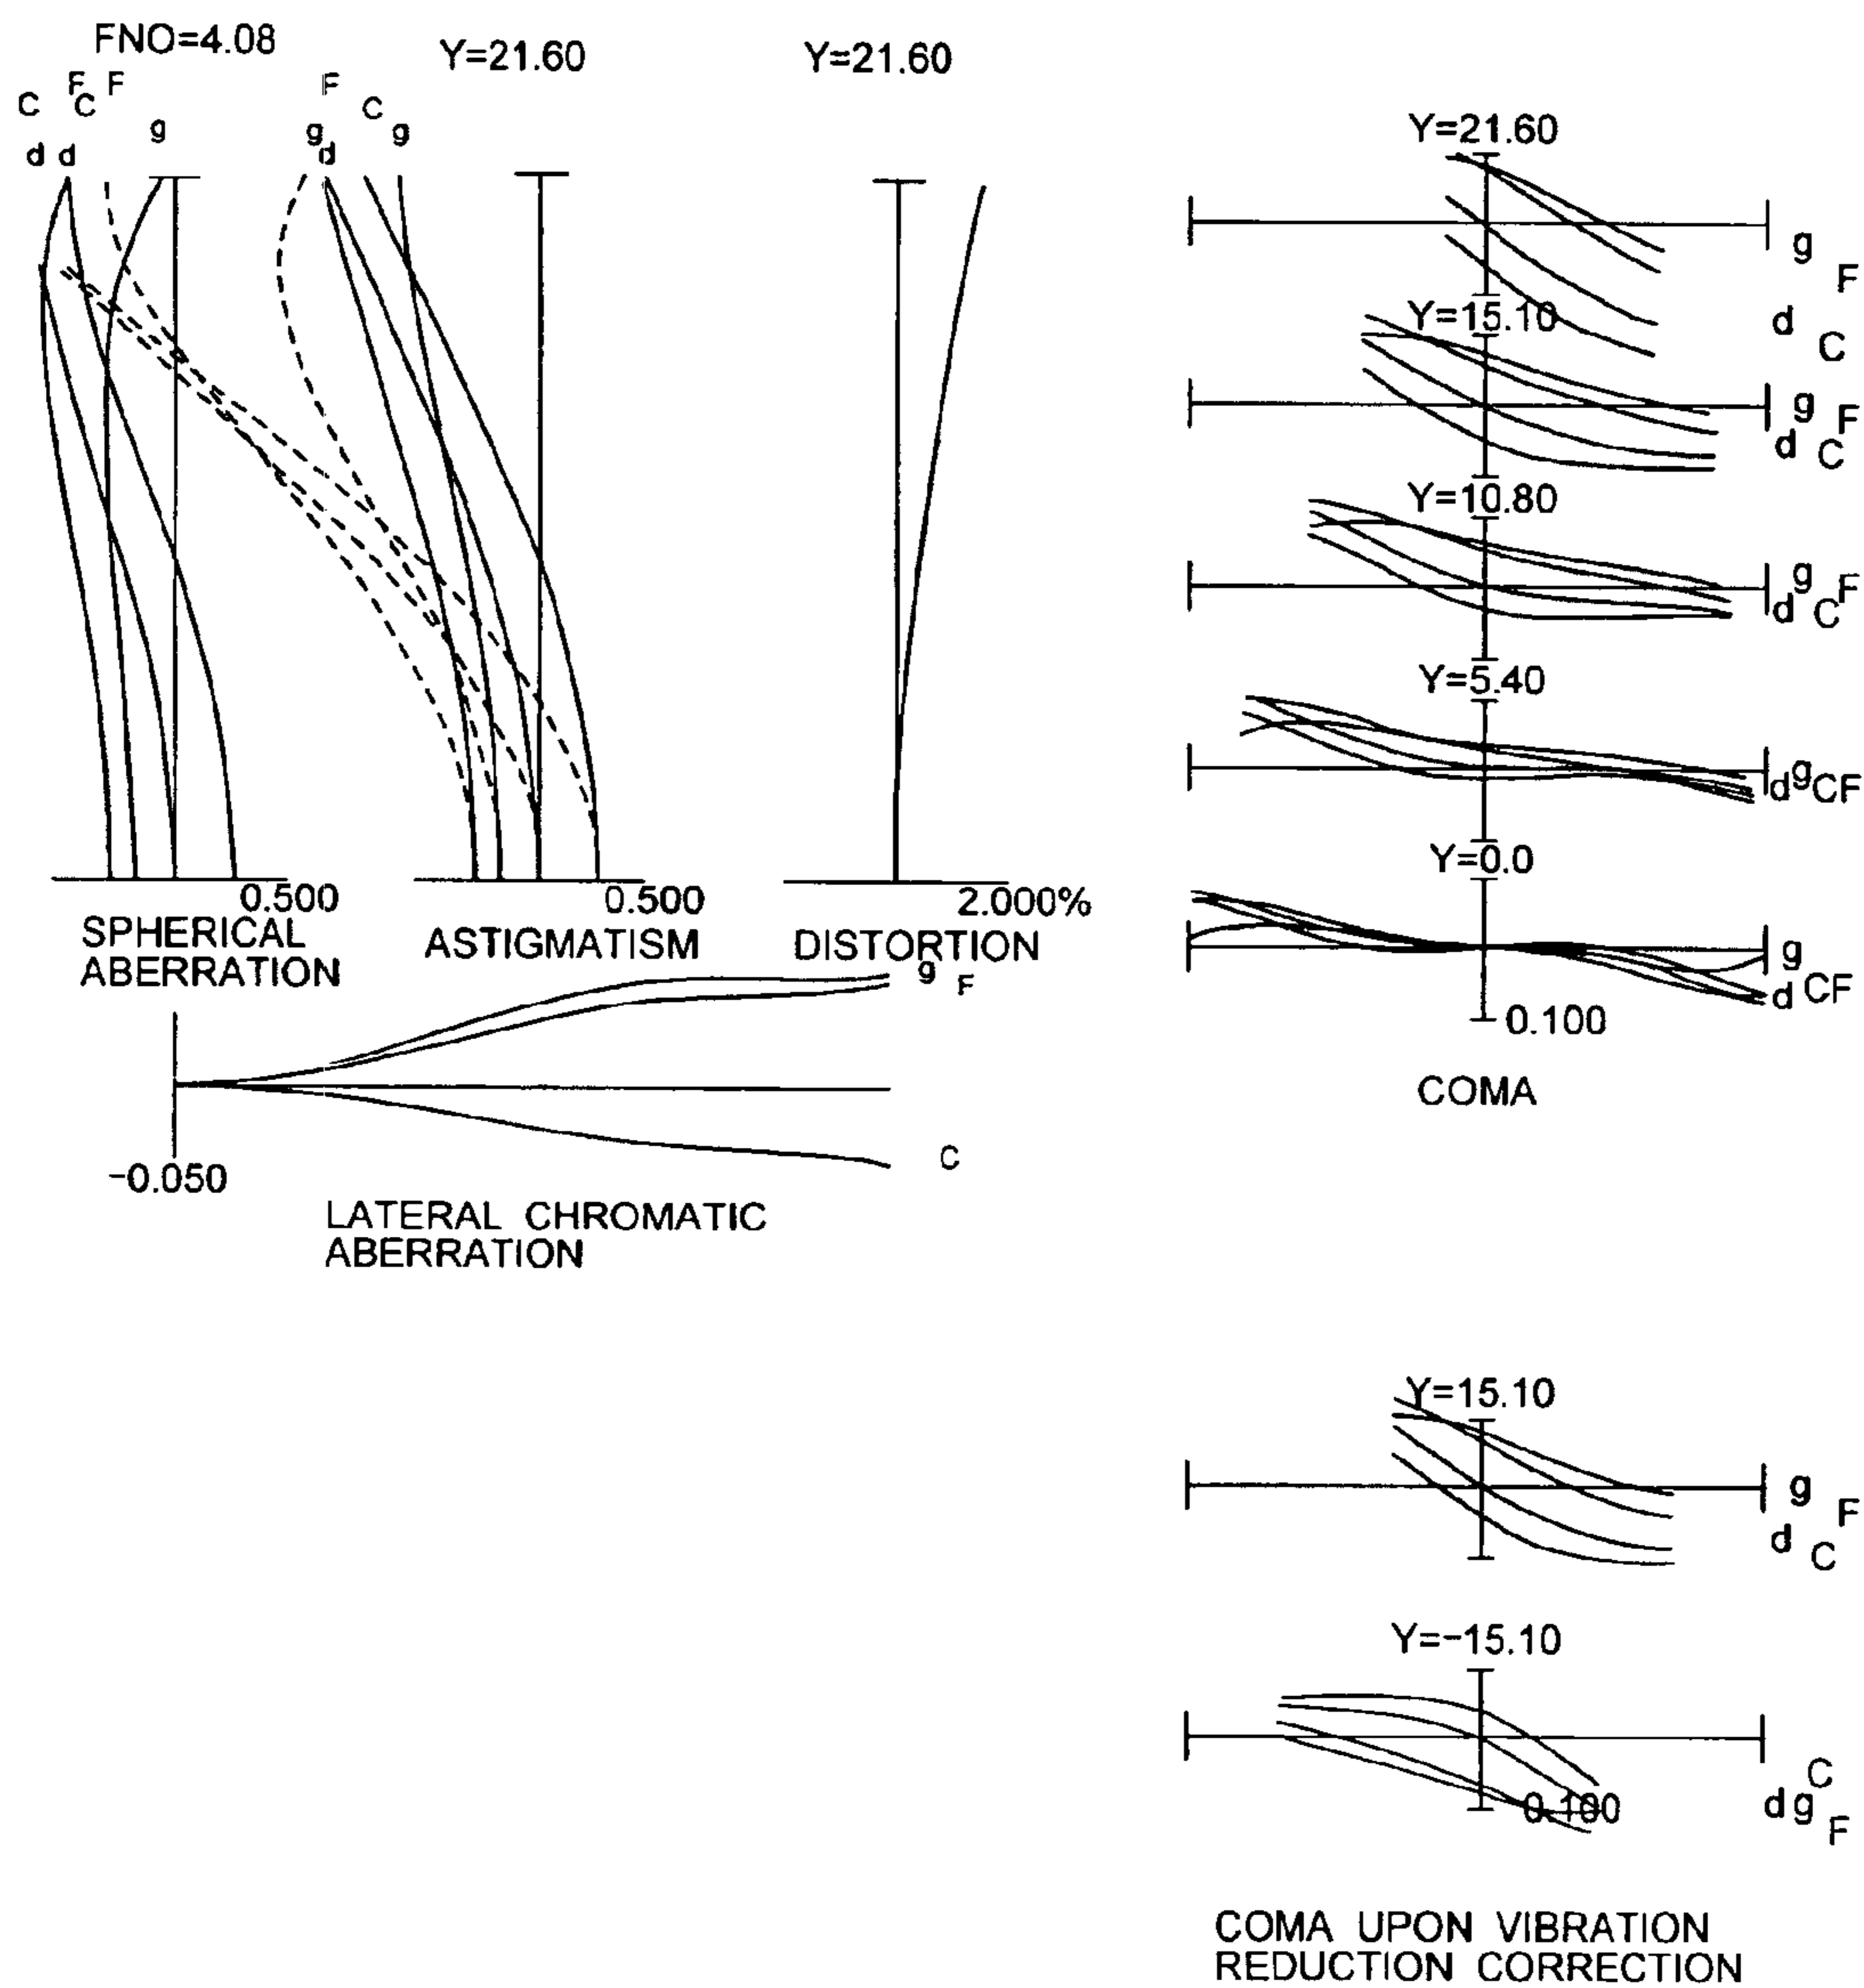 FNO=4.08
Y=21.60
Y=21.60
C
F
C
F
g
d
d
F
C
g
g
d
0.500
0.500
2.000%
SPHERICAL
ABERRATION
ASTIGMATISM
DISTORTION
g
F
C
-0.050
LATERAL CHROMATIC
ABERRATION
Y=21.60
g
F
d
C
Y=15.10
g
F
d
C
Y=10.80
g
F
d
C
Y=5.40
d
g
CF
Y=0.0
g
d
CF
0.100
COMA
Y=15.10
g
F
d
C
Y=-15.10
C
d
g
F
0.100
COMA UPON VIBRATION
REDUCTION CORRECTION